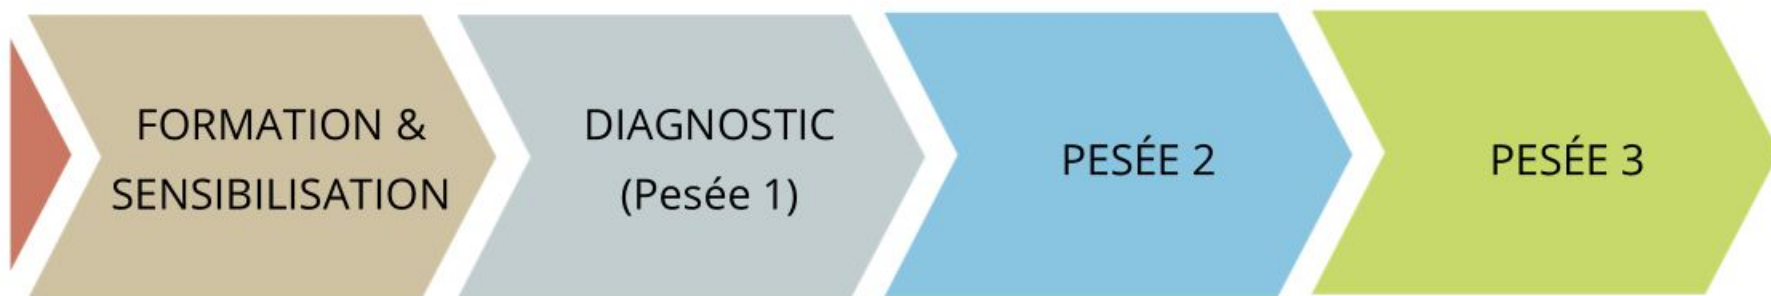 FORMATION &
SENSIBILISATION
DIAGNOSTIC
(Pesée 1)
PESÉE 2
PESÉE 3